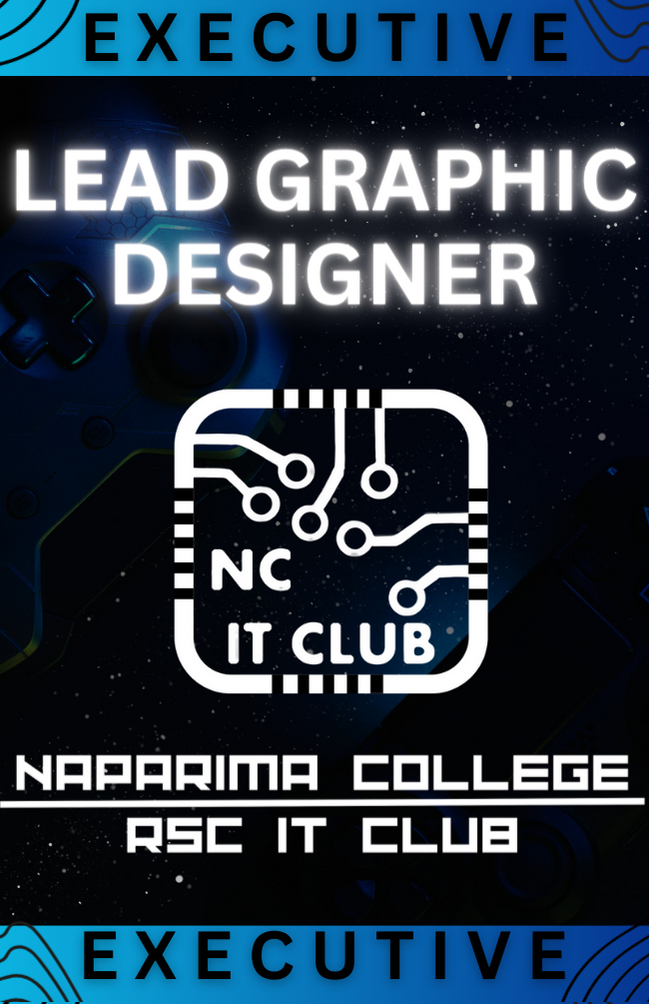 EXECUTIVE
LEAD GRAPHIC
DESIGNER
NC
IT CLUB
NAPARIMA COLLEGE
RSC IT CLUB
EXECUTIVE